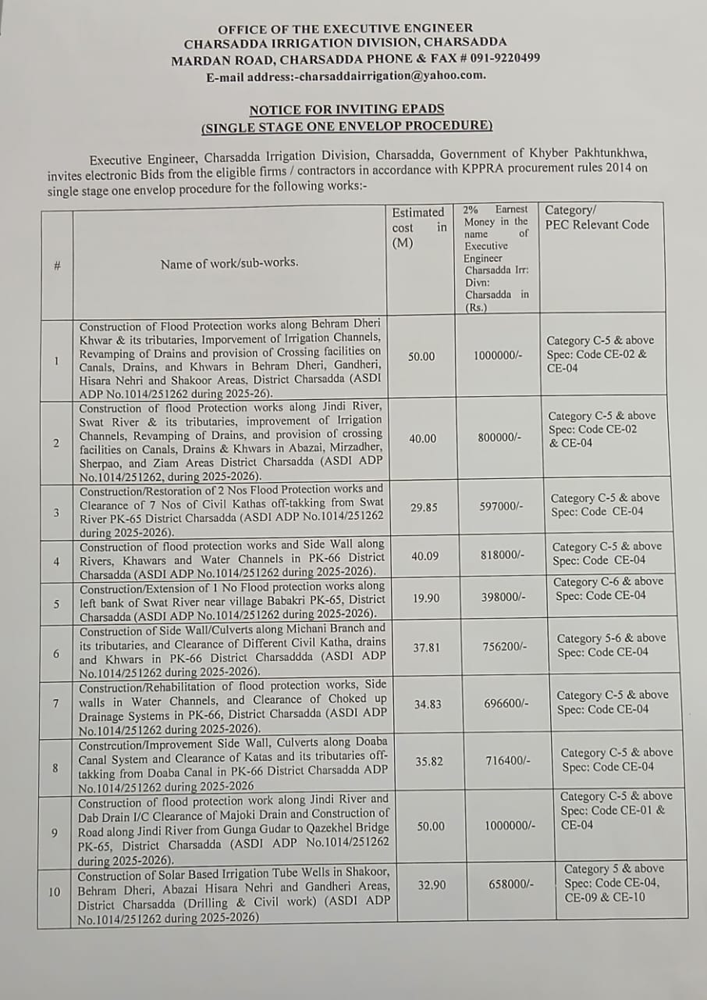 OFFICE OF THE EXECUTIVE ENGINEER
CHARSADDA IRRIGATION DIVISION, CHARSADDA
MARDAN ROAD, CHARSADDA PHONE & FAX # 091-9220499
E-mail address:-charsaddairrigation@yahoo.com.
NOTICE FOR INVITING EPADS
(SINGLE STAGE ONE ENVELOP PROCEDURE)
Executive Engineer, Charsadda Irrigation Division, Charsadda, Government of Khyber Pakhtunkhwa,
invites electronic Bids from the eligible firms / contractors in accordance with KPPRA procurement rules 2014 on
single stage one envelop procedure for the following works:-
#
Name of work/sub-works.
Estimated
cost in
(M)
2% Earnest
Money in the
name of
Executive
Engineer
Charsadda Irr:
Divn:
Charsadda in
(Rs.)
Category/
PEC Relevant Code
1
Construction of Flood Protection works along Behram Dheri
Khwar & its tributaries, Imporvement of Irrigation Channels,
Revamping of Drains and provision of Crossing facilities on
Canals, Drains, and Khwars in Behram Dheri, Gandheri,
Hisara Nehri and Shakoor Areas, District Charsadda (ASDI
ADP No.1014/251262 during 2025-26).
50.00
1000000/-
Category C-5 & above
Spec: Code CE-02 &
CE-04
2
Construction of flood Protection works along Jindi River,
Swat River & its tributaries, improvement of Irrigation
Channels, Revamping of Drains, and provision of crossing
facilities on Canals, Drains & Khwars in Abazai, Mirzadher,
Sherpao, and Ziam Areas District Charsadda (ASDI ADP
No.1014/251262, during 2025-2026).
40.00
800000/-
Category C-5 & above
Spec: Code CE-02
& CE-04
3
Construction/Restoration of 2 Nos Flood Protection works and
Clearance of 7 Nos of Civil Kathas off-takking from Swat
River PK-65 District Charsadda (ASDI ADP No.1014/251262
during 2025-2026).
29.85
597000/-
Category C-5 & above
Spec: Code CE-04
4
Construction of flood protection works and Side Wall along
Rivers, Khawars and Water Channels in PK-66 District
Charsadda (ASDI ADP No.1014/251262 during 2025-2026).
40.09
818000/-
Category C-5 & above
Spec: Code CE-04
5
Construction/Extension of 1 No Flood protection works along
left bank of Swat River near village Babakri PK-65, District
Charsadda (ASDI ADP No.1014/251262 during 2025-2026).
19.90
398000/-
Category C-6 & above
Spec: Code CE-04
6
Construction of Side Wall/Culverts along Michani Branch and
its tributaries, and Clearance of Different Civil Katha, drains
and Khwars in PK-66 District Charsaddda (ASDI ADP
No.1014/251262 during 2025-2026).
37.81
756200/-
Category 5-6 & above
Spec: Code CE-04
7
Construction/Rehabilitation of flood protection works, Side
walls in Water Channels, and Clearance of Choked up
Drainage Systems in PK-66, District Charsadda (ASDI ADP
No.1014/251262 during 2025-2026).
34.83
696600/-
Category C-5 & above
Spec: Code CE-04
8
Constrcution/Improvement Side Wall, Culverts along Doaba
Canal System and Clearance of Katas and its tributaries off-
takking from Doaba Canal in PK-66 District Charsadda ADP
No.1014/251262 during 2025-2026
35.82
716400/-
Category C-5 & above
Spec: Code CE-04
9
Construction of flood protection work along Jindi River and
Dab Drain I/C Clearance of Majoki Drain and Construction of
Road along Jindi River from Gunga Gudar to Qazekhel Bridge
PK-65, District Charsadda (ASDI ADP No.1014/251262
during 2025-2026).
50.00
1000000/-
Category C-5 & above
Spec: Code CE-01 &
CE-04
10
Construction of Solar Based Irrigation Tube Wells in Shakoor,
Behram Dheri, Abazai Hisara Nehri and Gandheri Areas,
District Charsadda (Drilling & Civil work) (ASDI ADP
No.1014/251262 during 2025-2026)
32.90
658000/-
Category 5 & above
Spec: Code CE-04,
CE-09 & CE-10